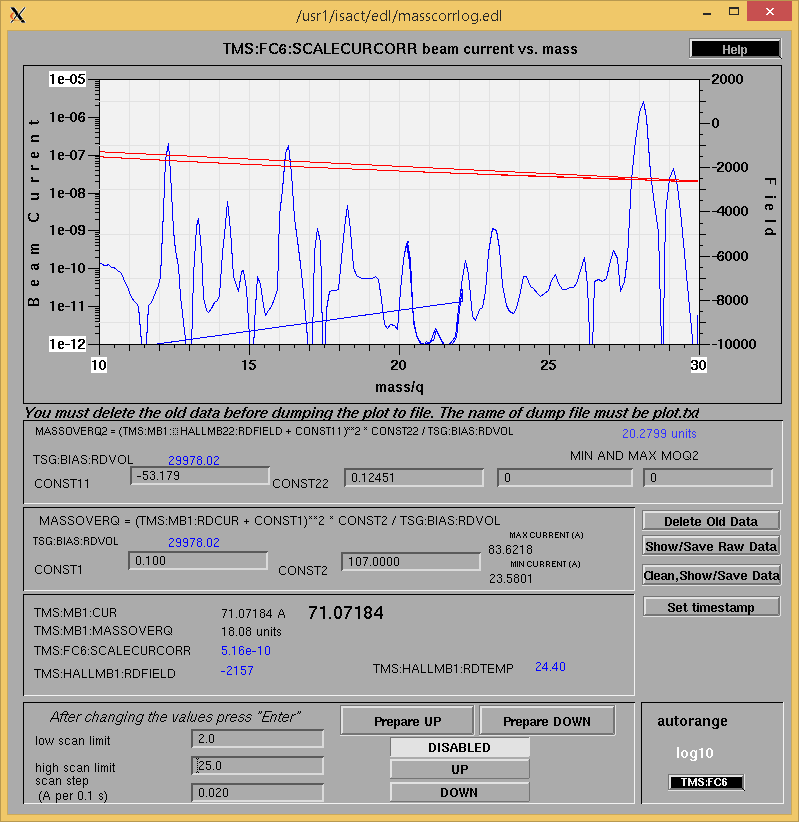 /usr1/isact/edl/masscorrlog.edl
TMS:FC6:SCALECURCORR beam current vs. mass
Help
1e-05
1e-06
1e-07
1e-08
1e-09
1e-10
1e-11
1e-12
Beam Current
2000
0
-2000
-4000
-6000
-8000
-10000
Field
10 15 20 25 30
mass/q
You must delete the old data before dumping the plot to file. The name of dump file must be plot.txt
MASSOVERQ2 = (TMS:MB1: HALLMB22:RDFIELD + CONST11)**2 * CONST22 / TSG:BIAS:RDVOL
20.2799 units
TSG:BIAS:RDVOL 29978.02 MIN AND MAX MOQ2
CONST11 -53.179 CONST22 0.12451 0 0
MASSOVERQ = (TMS:MB1:RDCUR + CONST1)**2 * CONST2 / TSG:BIAS:RDVOL
TSG:BIAS:RDVOL 29978.02
MAX CURRENT (A)
83.6218
MIN CURRENT (A)
23.5801
CONST1 0.100 CONST2 107.0000
Delete Old Data
Show/Save Raw Data
Clean,Show/Save Data
Set timestamp
TMS:MB1:CUR 71.07184 A 71.07184
TMS:MB1:MASSOVERQ 18.08 units
TMS:FC6:SCALECURCORR 5.16e-10
TMS:HALLMB1:RDFIELD -2157 TMS:HALLMB1:RDTEMP 24.40
After changing the values press "Enter"
low scan limit 2.0
high scan limit 25.0
scan step
(A per 0.1 s) 0.020
Prepare UP Prepare DOWN
DISABLED
UP
DOWN
autorange
log10
TMS:FC6